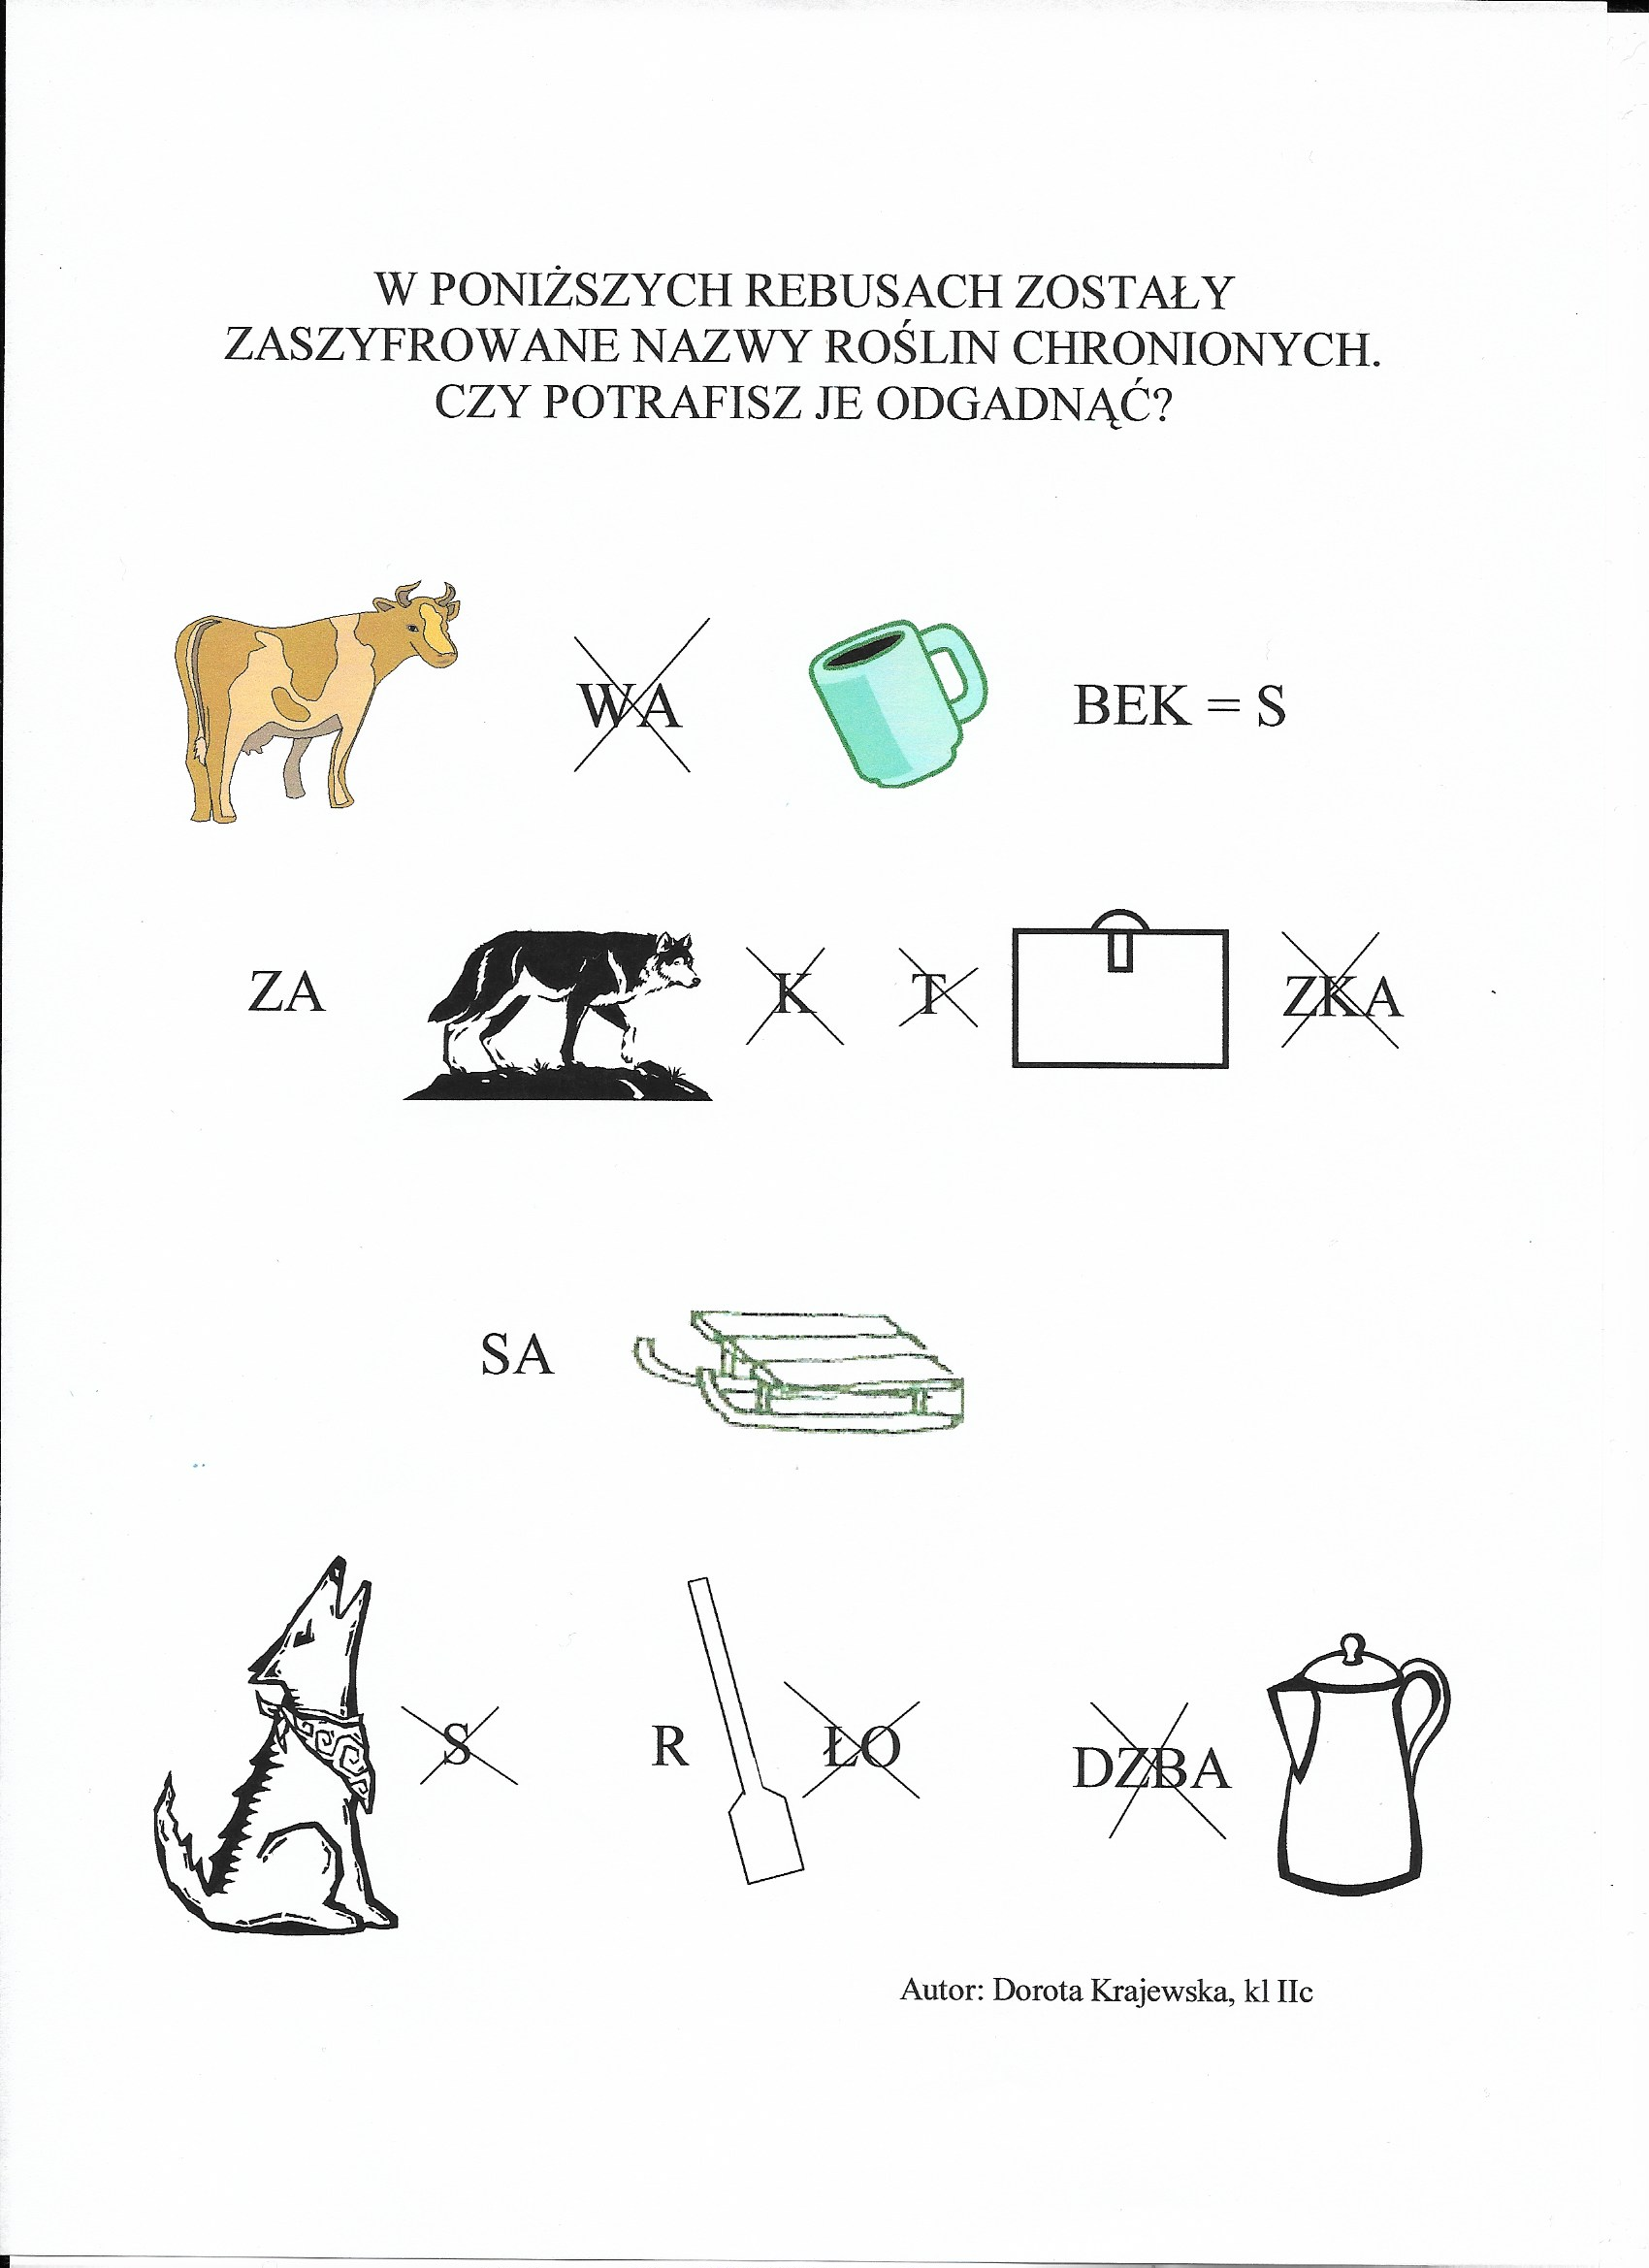 W PONIŻSZYCH REBUSACH ZOSTAŁY
ZASZYFROWANE NAZWY ROŚLIN CHRONIONYCH.
CZY POTRAFISZ JE ODGADNĄĆ?
WA BEK = S
ZA K T ZKA
SA
S R ŁO DZBA
Autor: Dorota Krajewska, kl IIc